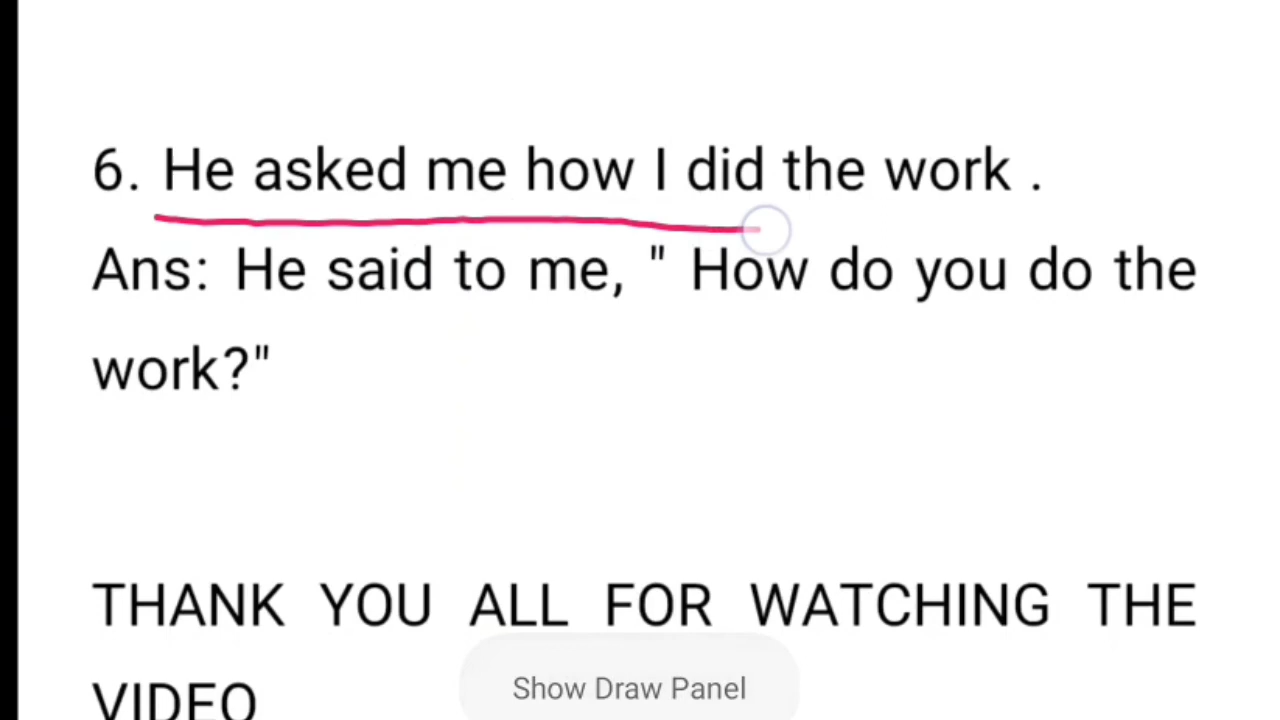 6. He asked me how I did the work .
Ans: He said to me, " How do you do the
work?"
THANK YOU ALL FOR WATCHING THE
VIDEO
Show Draw Panel